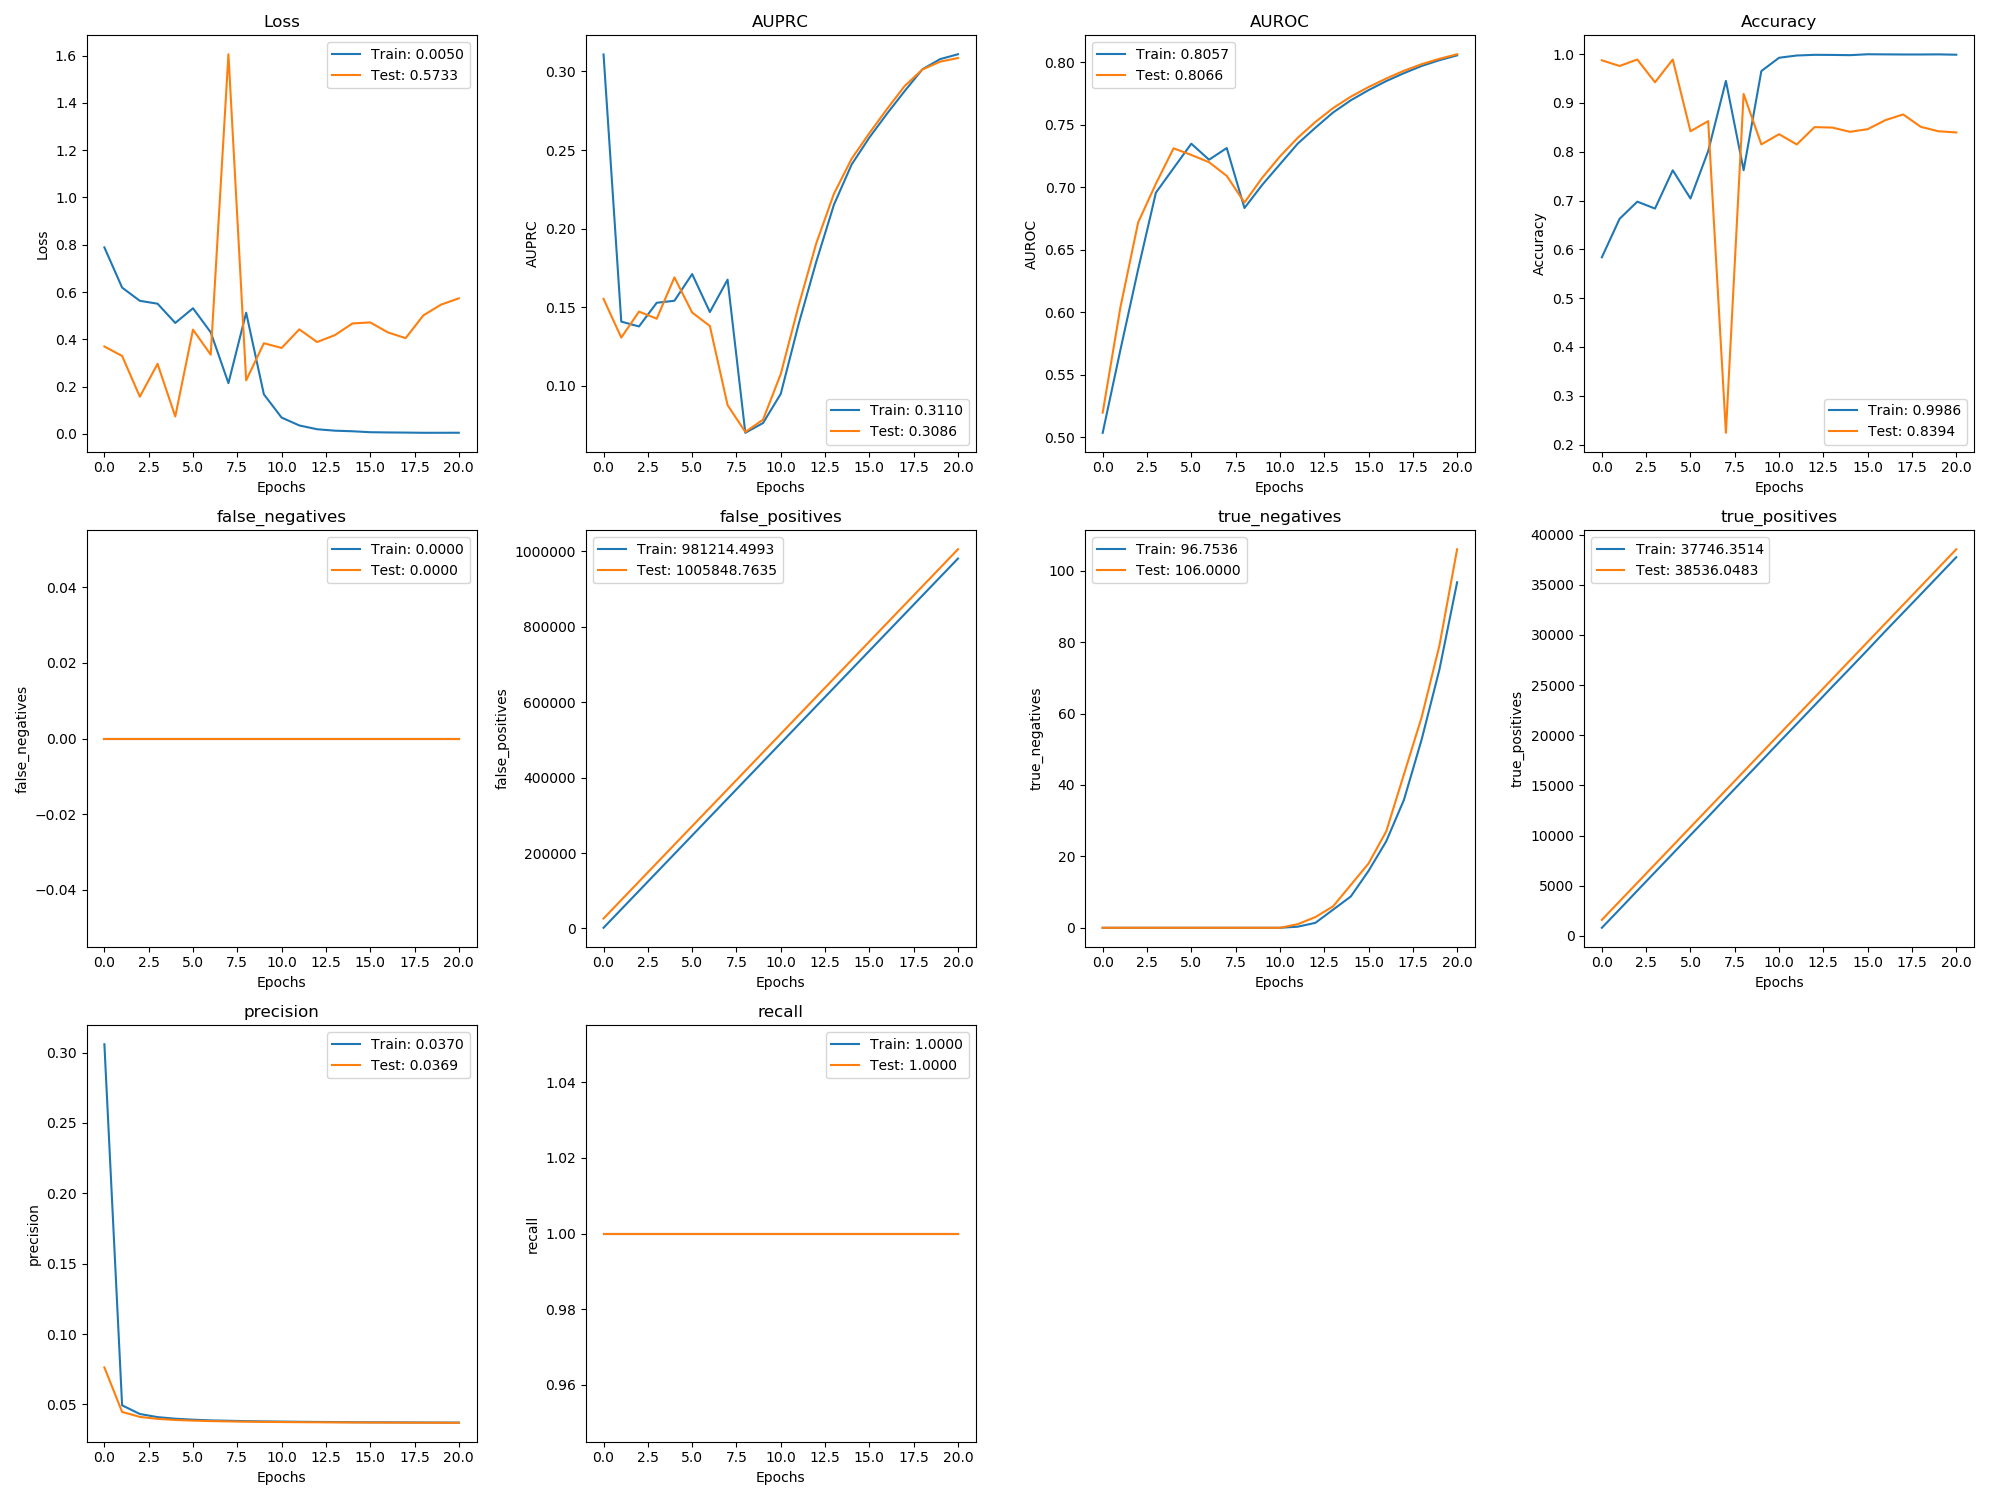 Loss
Train: 0.0050
Test: 0.5733
1.6
1.4
1.2
1.0
0.8
0.6
0.4
0.2
0.0
Loss
0.0 2.5 5.0 7.5 10.0 12.5 15.0 17.5 20.0
Epochs
AUPRC
0.30
0.25
0.20
0.15
0.10
AUPRC
Train: 0.3110
Test: 0.3086
0.0 2.5 5.0 7.5 10.0 12.5 15.0 17.5 20.0
Epochs
AUROC
Train: 0.8057
Test: 0.8066
0.80
0.75
0.70
0.65
0.60
0.55
0.50
AUROC
0.0 2.5 5.0 7.5 10.0 12.5 15.0 17.5 20.0
Epochs
Accuracy
1.0
0.9
0.8
0.7
0.6
0.5
0.4
0.3
0.2
Accuracy
Train: 0.9986
Test: 0.8394
0.0 2.5 5.0 7.5 10.0 12.5 15.0 17.5 20.0
Epochs
false_negatives
Train: 0.0000
Test: 0.0000
0.04
0.02
0.00
−0.02
−0.04
false_negatives
0.0 2.5 5.0 7.5 10.0 12.5 15.0 17.5 20.0
Epochs
false_positives
Train: 981214.4993
Test: 1005848.7635
1000000
800000
600000
400000
200000
0
false_positives
0.0 2.5 5.0 7.5 10.0 12.5 15.0 17.5 20.0
Epochs
true_negatives
Train: 96.7536
Test: 106.0000
100
80
60
40
20
0
true_negatives
0.0 2.5 5.0 7.5 10.0 12.5 15.0 17.5 20.0
Epochs
true_positives
Train: 37746.3514
Test: 38536.0483
40000
35000
30000
25000
20000
15000
10000
5000
0
true_positives
0.0 2.5 5.0 7.5 10.0 12.5 15.0 17.5 20.0
Epochs
precision
Train: 0.0370
Test: 0.0369
0.30
0.25
0.20
0.15
0.10
0.05
precision
0.0 2.5 5.0 7.5 10.0 12.5 15.0 17.5 20.0
Epochs
recall
Train: 1.0000
Test: 1.0000
1.04
1.02
1.00
0.98
0.96
recall
0.0 2.5 5.0 7.5 10.0 12.5 15.0 17.5 20.0
Epochs